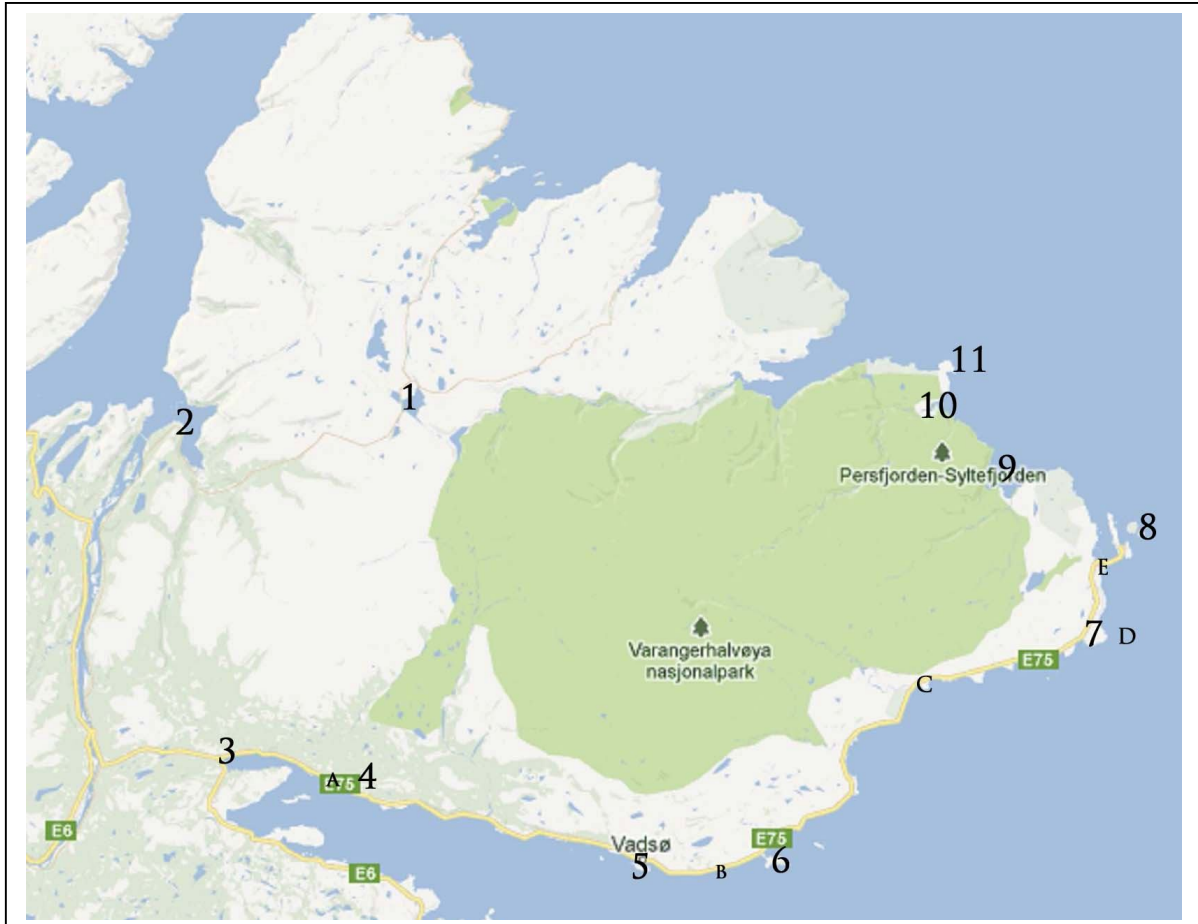 11
1
10
2
9
Persfjorden-Syltefjorden
8
E
7
D
Varangerhalvøya
nasjonalpark
E75
C
3
A
E75
4
E6
Vadsø
E75
5
B
6
E6